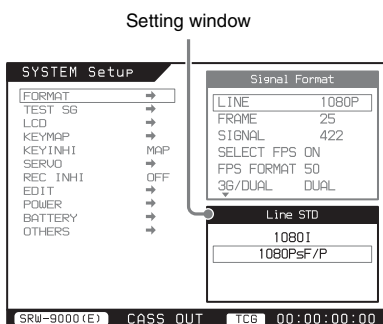 Setting window
SYSTEM Setup
FORMAT ➡
TEST SG ➡
LCD ➡
KEYMAP ➡
KEYINHI MAP
SERVO ➡
REC INHI OFF
EDIT ➡
POWER ➡
BATTERY ➡
OTHERS ➡
Signal Format
LINE 1080P
FRAME 25
SIGNAL 422
SELECT FPS ON
FPS FORMAT 50
3G/DUAL DUAL
Line STD
1080I
1080PsF/P
SRW-9000(E) CASS OUT TCG 00:00:00:00